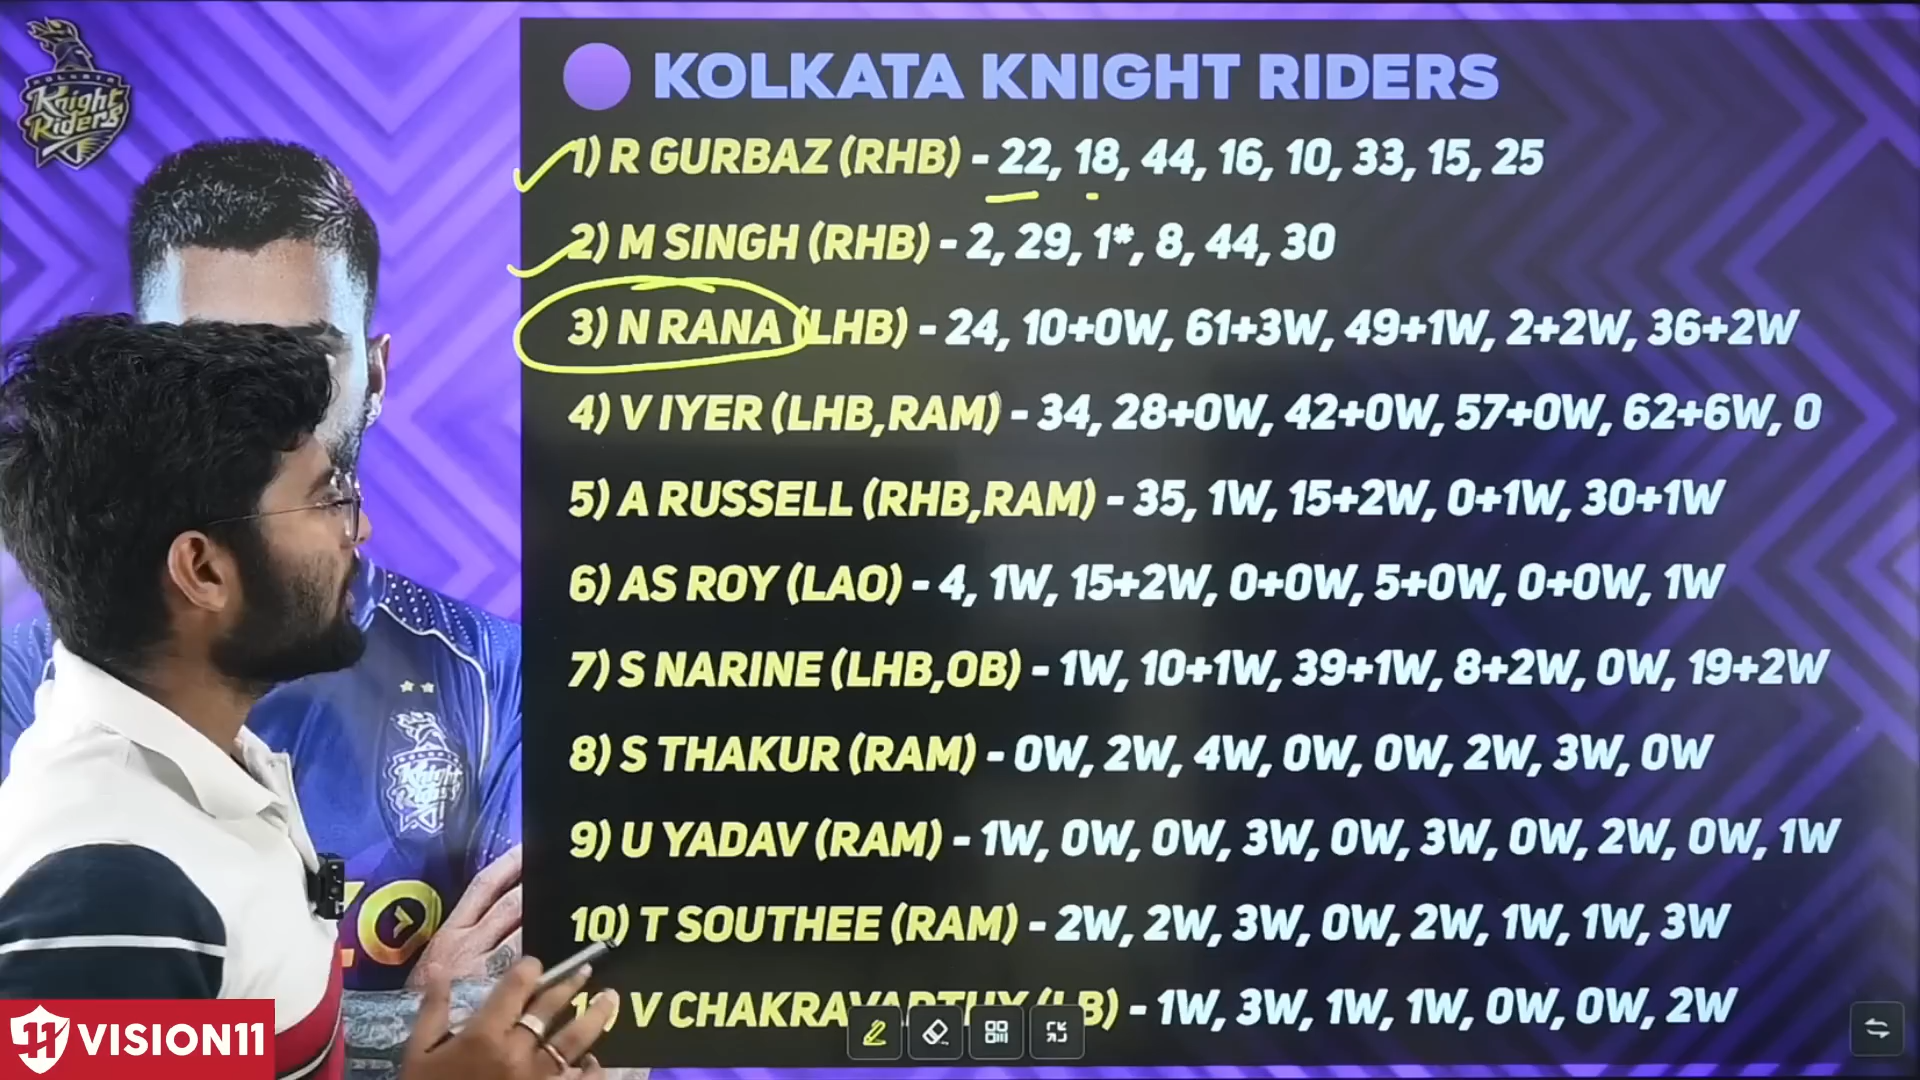 KOLKATA KNIGHT RIDERS
KOLKATA
Knight
Riders
1) R GURBAZ (RHB) - 22, 18, 44, 16, 10, 33, 15, 25
2) M SINGH (RHB) - 2, 29, 1*, 8, 44, 30
3) N RANA (LHB) - 24, 10+0W, 61+3W, 49+1W, 2+2W, 36+2W
4) V IYER (LHB,RAM) - 34, 28+0W, 42+0W, 57+0W, 62+6W, 0
5) A RUSSELL (RHB,RAM) - 35, 1W, 15+2W, 0+1W, 30+1W
6) AS ROY (LAO) - 4, 1W, 15+2W, 0+0W, 5+0W, 0+0W, 1W
7) S NARINE (LHB,OB) - 1W, 10+1W, 39+1W, 8+2W, 0W, 19+2W
8) S THAKUR (RAM) - 0W, 2W, 4W, 0W, 0W, 2W, 3W, 0W
Knight
Riders
9) U YADAV (RAM) - 1W, 0W, 0W, 3W, 0W, 3W, 0W, 2W, 0W, 1W
10) T SOUTHEE (RAM) - 2W, 2W, 3W, 0W, 2W, 1W, 1W, 3W
V CHAKRAVARTHY - 1W, 3W, 1W, 1W, 0W, 0W, 2W
11 VISION11